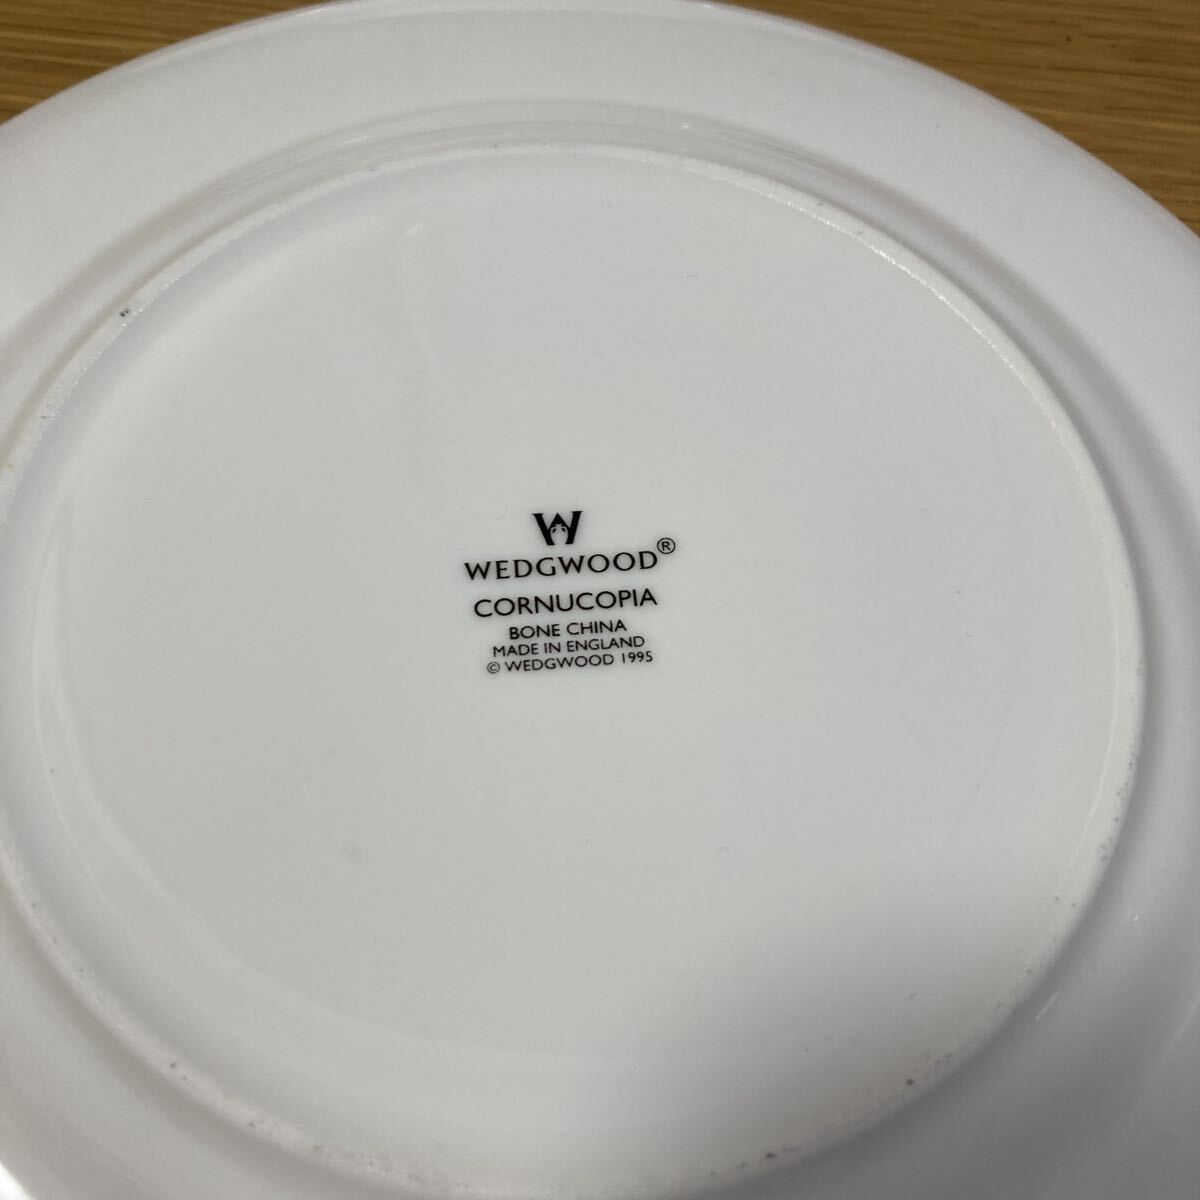 W
WEDGWOOD®
CORNUCOPIA
BONE CHINA
MADE IN ENGLAND
© WEDGWOOD 1995